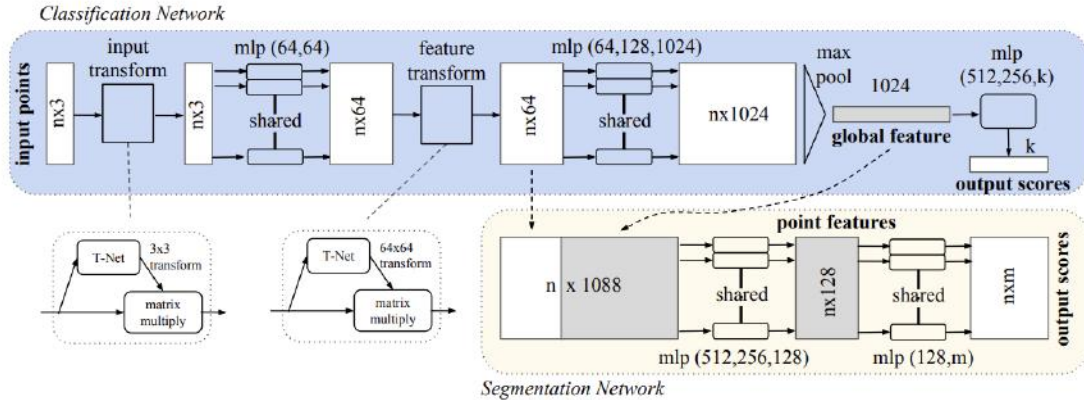 Classification Network
input points
nx3
input
transform
nx3
mlp (64,64)
shared
nx64
feature
transform
nx64
mlp (64,128,1024)
shared
nx1024
max
pool
1024
global feature
mlp
(512,256,k)
k
output scores
T-Net
3x3
transform
matrix
multiply
T-Net
64x64
transform
matrix
multiply
point features
n x 1088
shared
mlp (512,256,128)
nx128
shared
mlp (128,m)
nxm
output scores
Segmentation Network